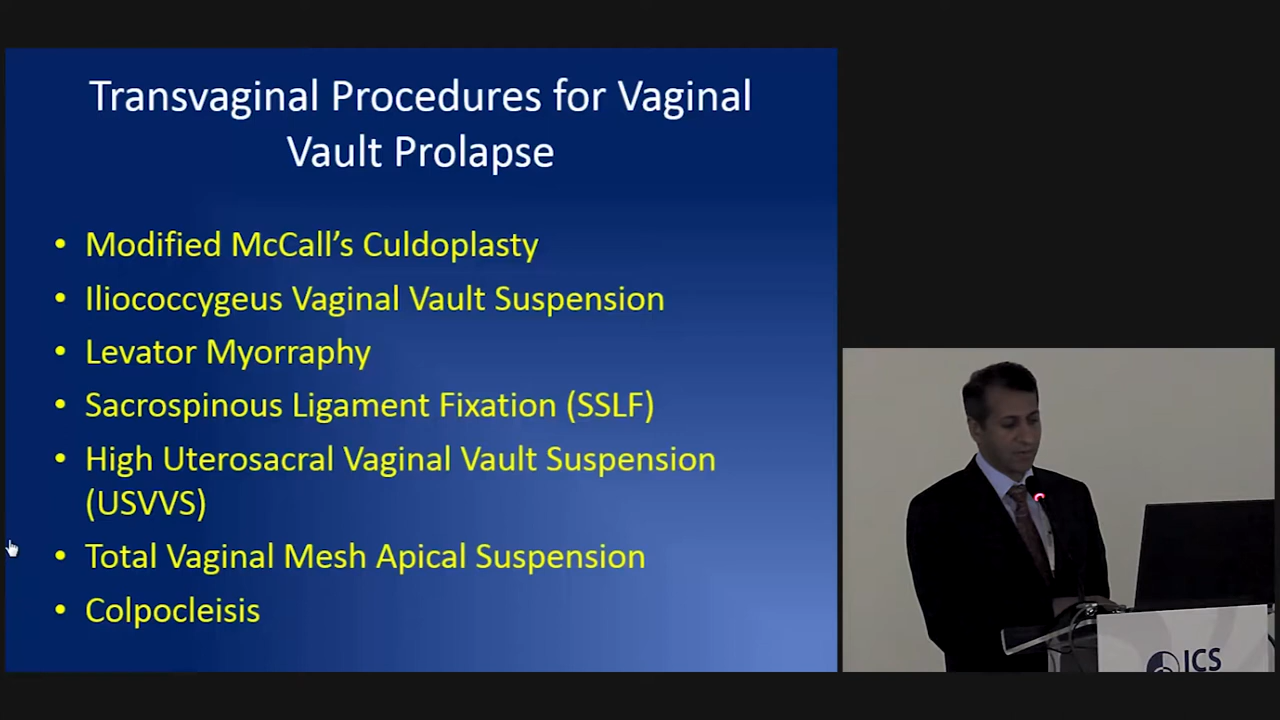 Transvaginal Procedures for Vaginal
Vault Prolapse
• Modified McCall’s Culdoplasty
• Iliococcygeus Vaginal Vault Suspension
• Levator Myorraphy
• Sacrospinous Ligament Fixation (SSLF)
• High Uterosacral Vaginal Vault Suspension
(USVVS)
• Total Vaginal Mesh Apical Suspension
• Colpocleisis
ICS